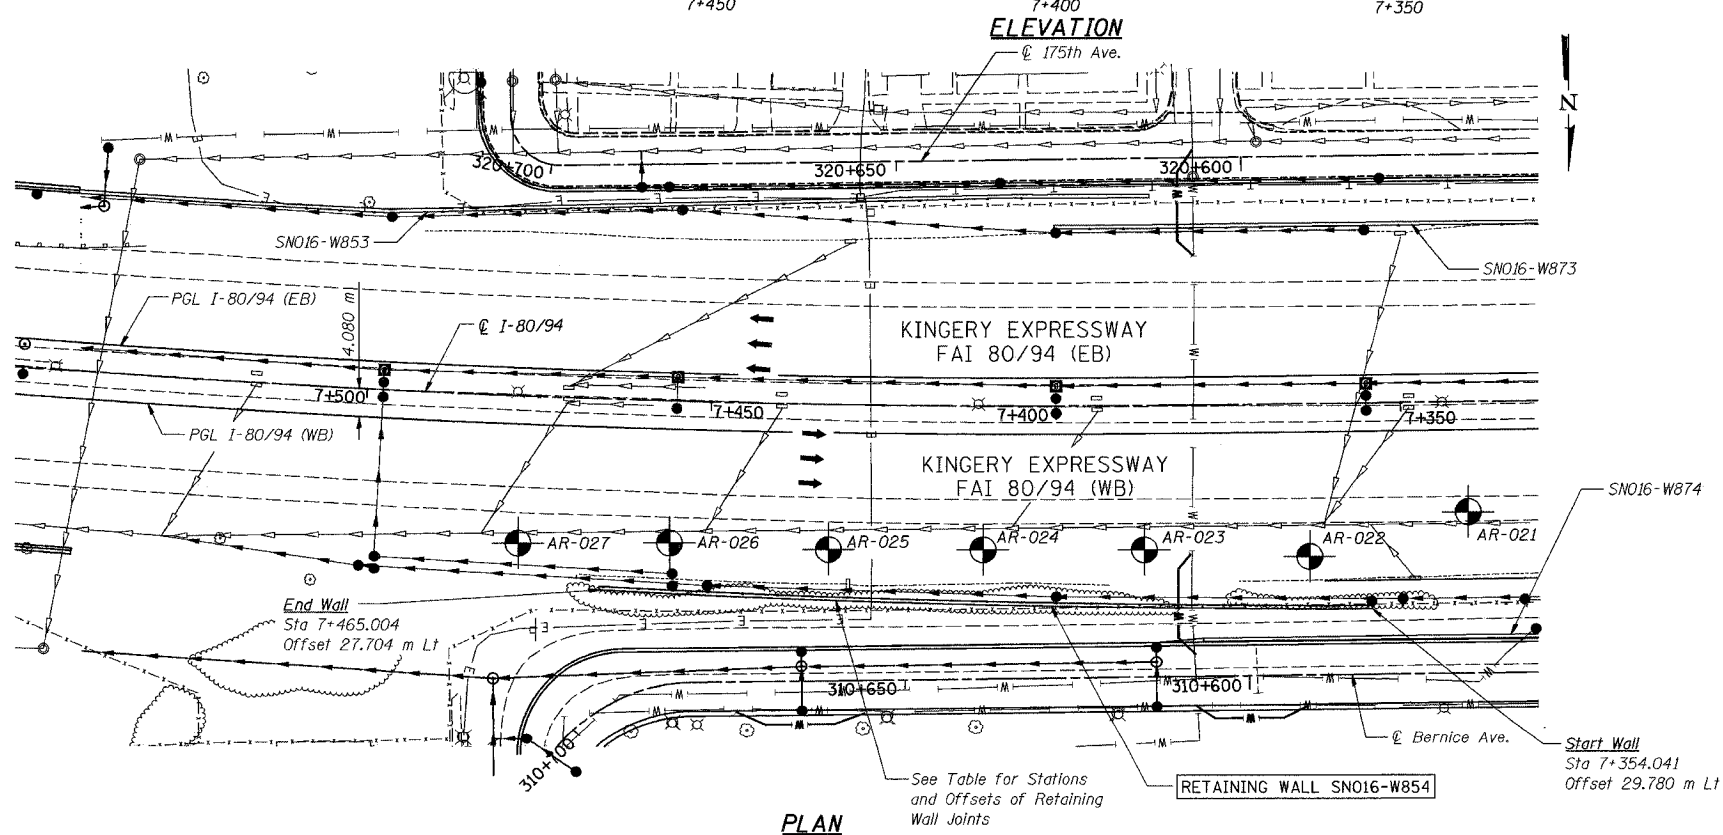 7+450
7+400
7+350
ELEVATION
℄ 175th Ave.
N
320+700
320+650
320+600
SN016-W853
SN016-W873
PGL I-80/94 (EB)
4.080 m
℄ I-80/94
KINGERY EXPRESSWAY
FAI 80/94 (EB)
7+500
7+450
7+400
7+350
PGL I-80/94 (WB)
KINGERY EXPRESSWAY
FAI 80/94 (WB)
SN016-W874
AR-027
AR-026
AR-025
AR-024
AR-023
AR-022
AR-021
End Wall
Sta 7+465.004
Offset 27.704 m Lt
310+650
310+600
310+700
℄ Bernice Ave.
Start Wall
Sta 7+354.041
Offset 29.780 m Lt
See Table for Stations
and Offsets of Retaining
Wall Joints
RETAINING WALL SN016-W854
PLAN